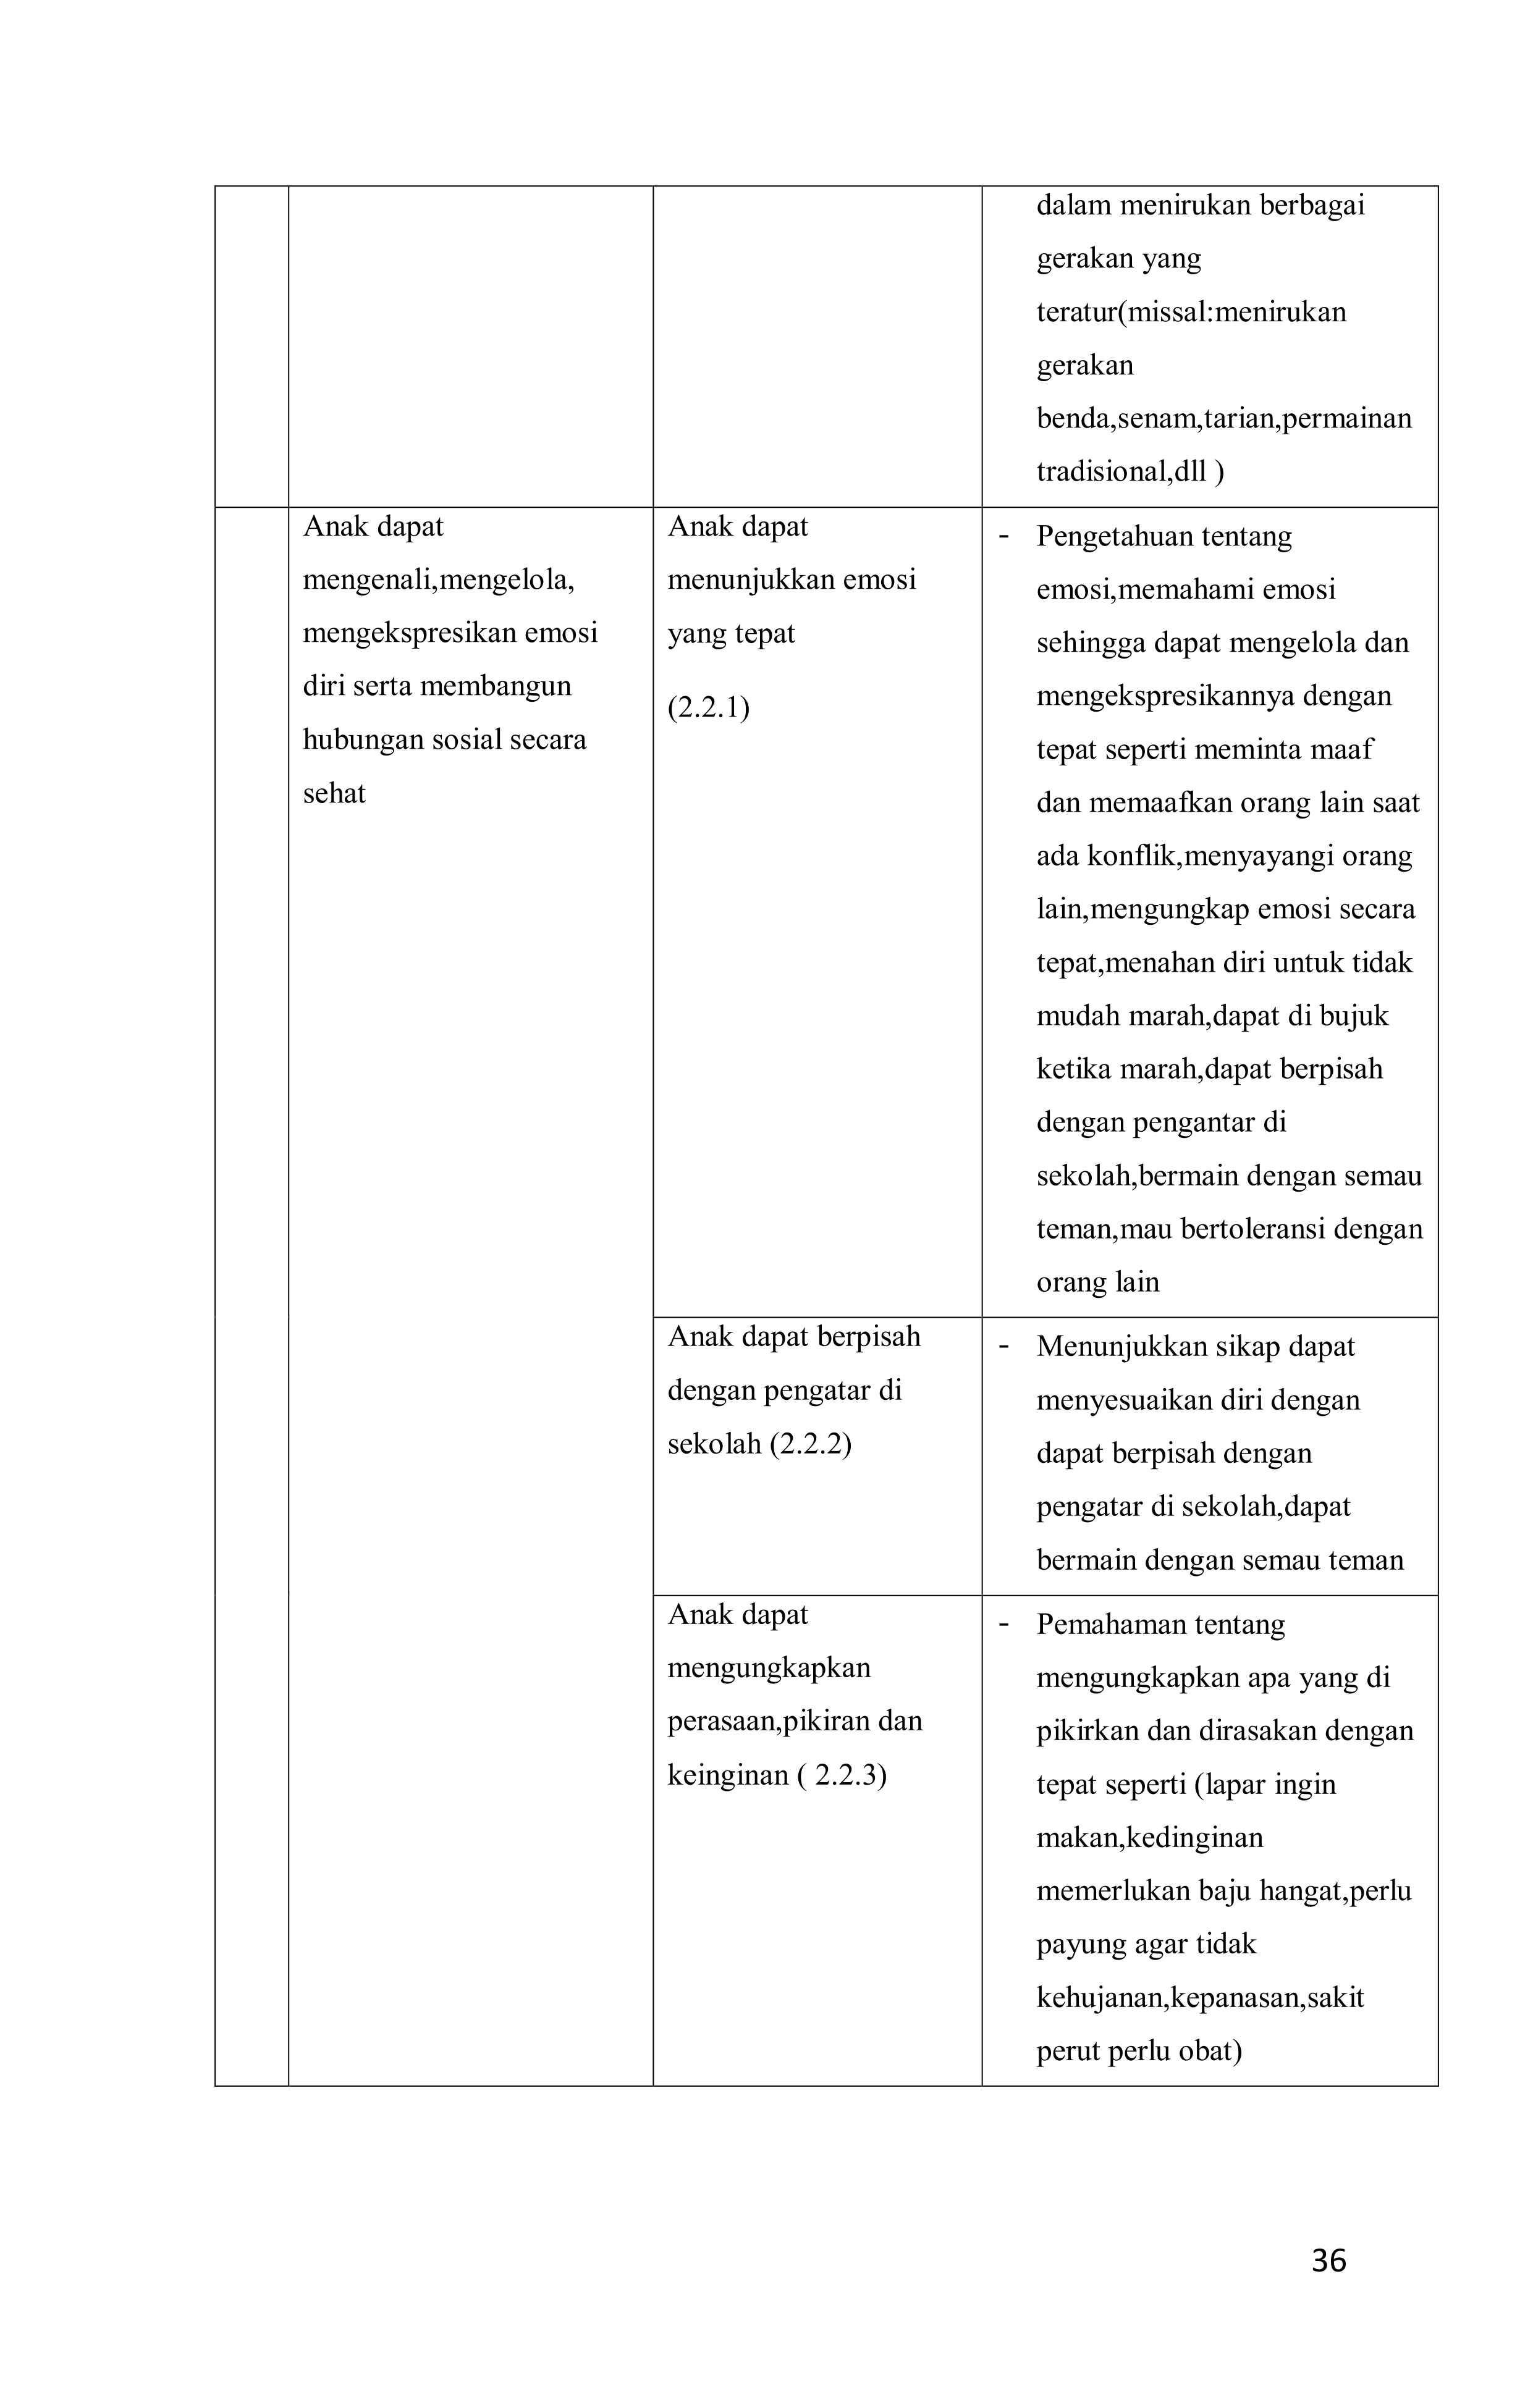 dalam menirukan berbagai
gerakan yang
teratur(missal:menirukan
gerakan
benda,senam,tarian,permainan
tradisional,dll )
Anak dapat
mengenali,mengelola,
mengekspresikan emosi
diri serta membangun
hubungan sosial secara
sehat
Anak dapat
menunjukkan emosi
yang tepat
(2.2.1)
- Pengetahuan tentang
emosi,memahami emosi
sehingga dapat mengelola dan
mengekspresikannya dengan
tepat seperti meminta maaf
dan memaafkan orang lain saat
ada konflik,menyayangi orang
lain,mengungkap emosi secara
tepat,menahan diri untuk tidak
mudah marah,dapat di bujuk
ketika marah,dapat berpisah
dengan pengantar di
sekolah,bermain dengan semau
teman,mau bertoleransi dengan
orang lain
Anak dapat berpisah
dengan pengatar di
sekolah (2.2.2)
- Menunjukkan sikap dapat
menyesuaikan diri dengan
dapat berpisah dengan
pengatar di sekolah,dapat
bermain dengan semau teman
Anak dapat
mengungkapkan
perasaan,pikiran dan
keinginan ( 2.2.3)
- Pemahaman tentang
mengungkapkan apa yang di
pikirkan dan dirasakan dengan
tepat seperti (lapar ingin
makan,kedinginan
memerlukan baju hangat,perlu
payung agar tidak
kehujanan,kepanasan,sakit
perut perlu obat)
36